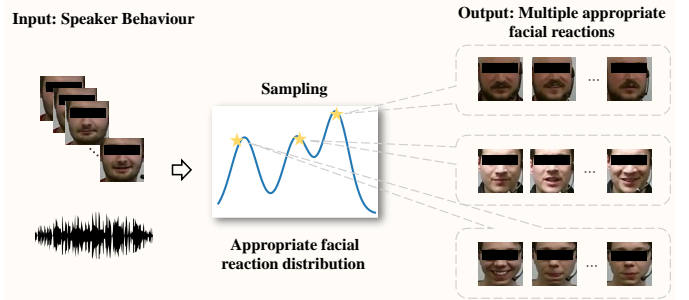 Input: Speaker Behaviour
Output: Multiple appropriate
facial reactions
Sampling
...
...
...
...
Appropriate facial
reaction distribution